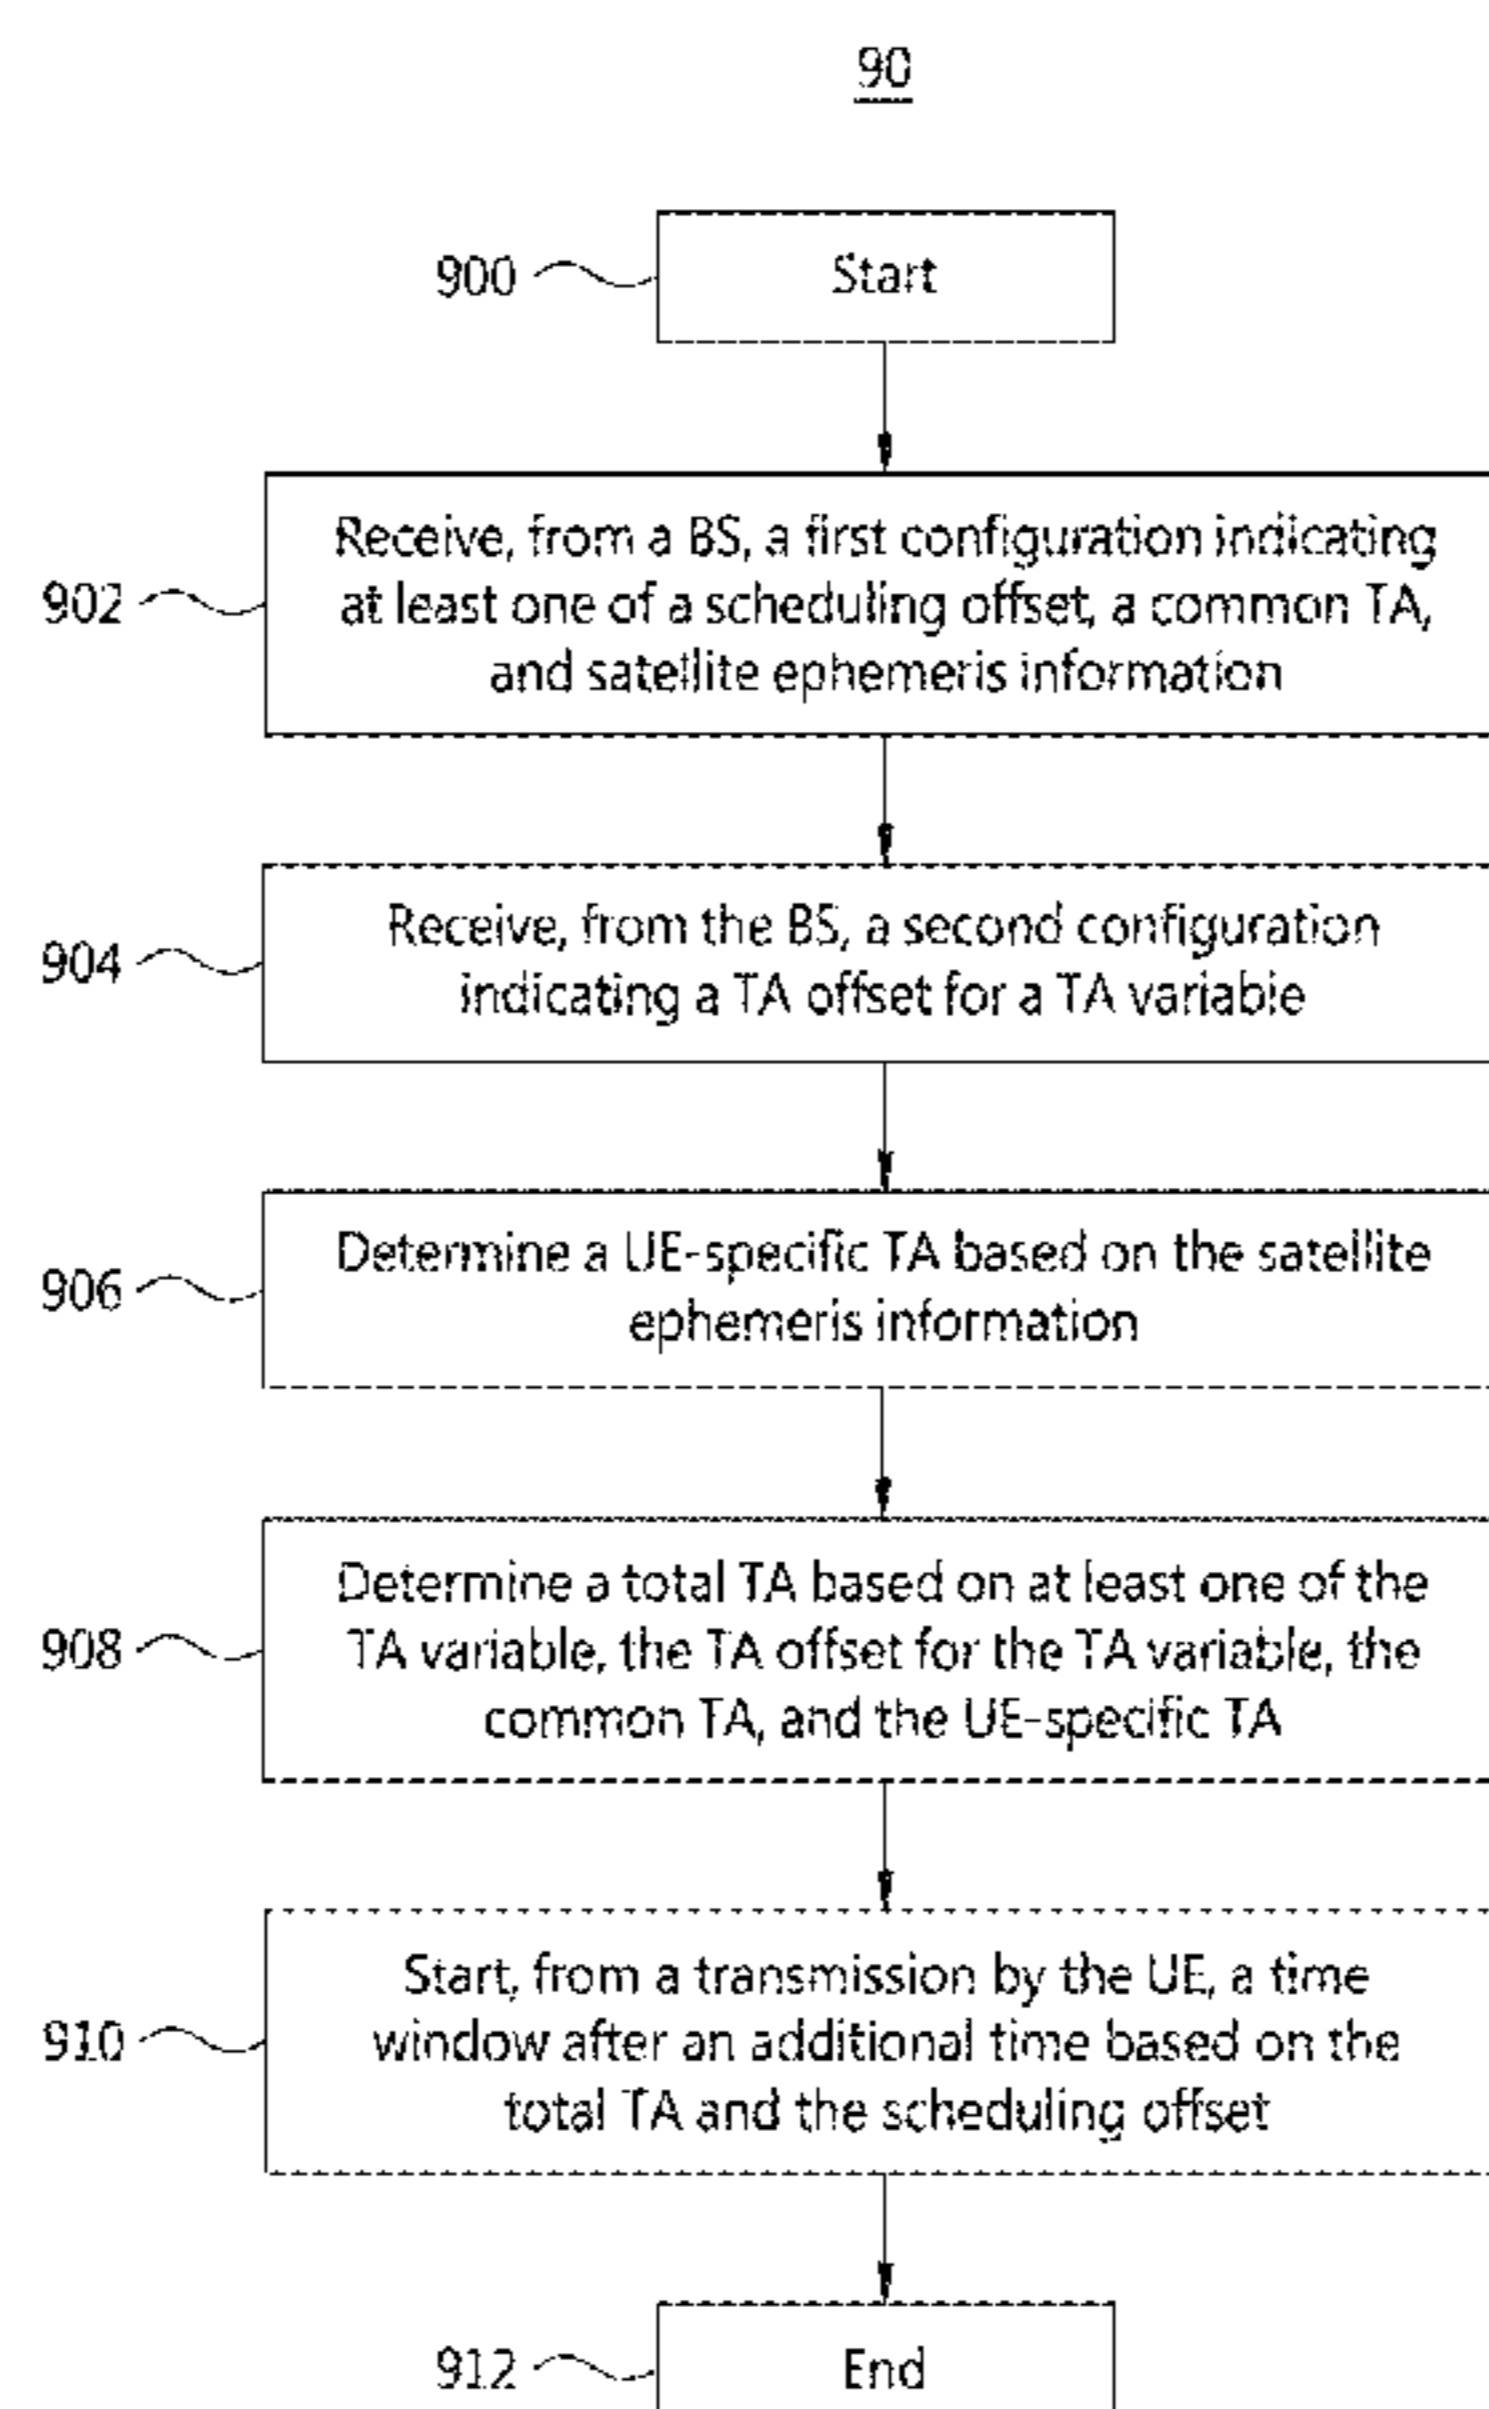 90
900
Start
902
Receive, from a BS, a first configuration indicating
at least one of a scheduling offset, a common TA,
and satellite ephemeris information
904
Receive, from the BS, a second configuration
indicating a TA offset for a TA variable
906
Determine a UE-specific TA based on the satellite
ephemeris information
908
Determine a total TA based on at least one of the
TA variable, the TA offset for the TA variable, the
common TA, and the UE-specific TA
910
Start, from a transmission by the UE, a time
window after an additional time based on the
total TA and the scheduling offset
912
End